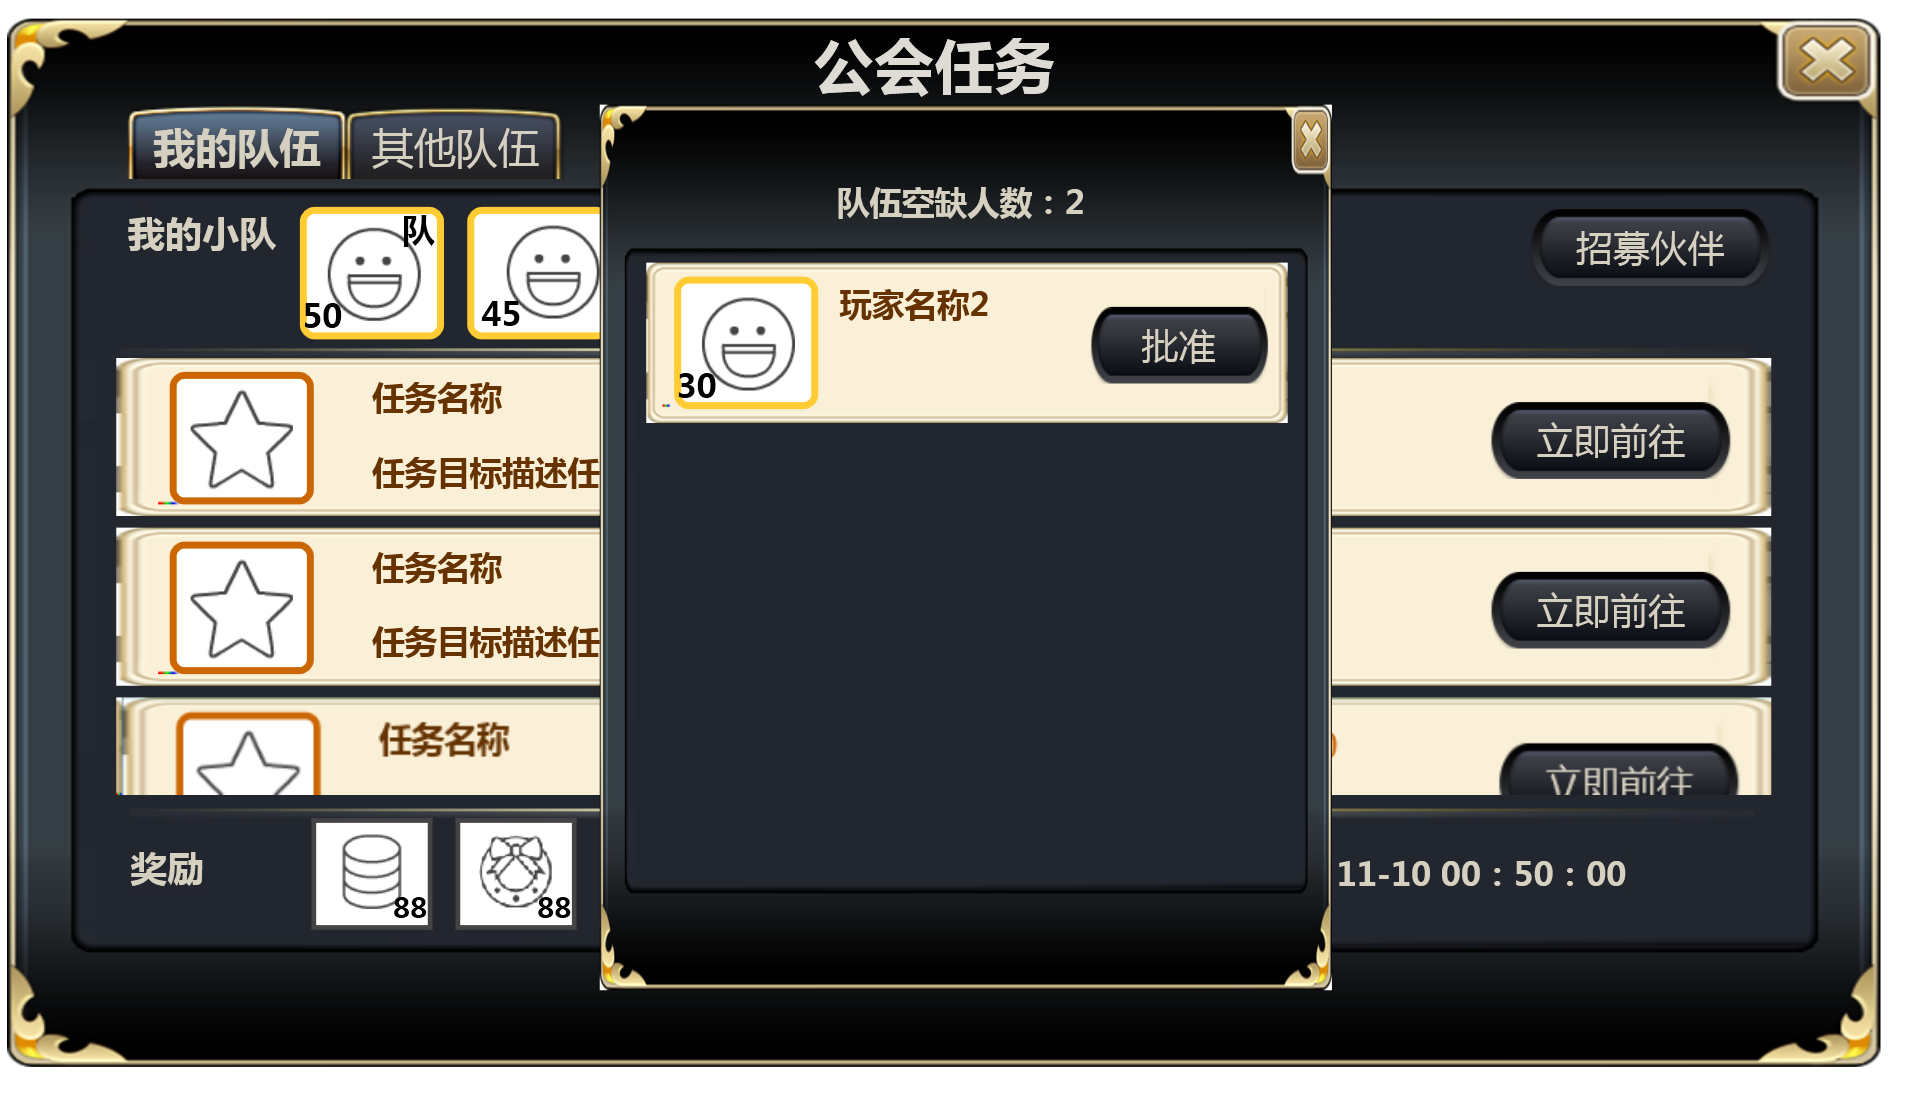 公会任务
我的队伍
其他队伍
队伍空缺人数：2
我的小队
队
50
45
招募伙伴
玩家名称2
30
批准
任务名称
任务目标描述任
立即前往
任务名称
任务目标描述任
立即前往
任务名称
立即前往
奖励
88
88
11-10 00：50：00